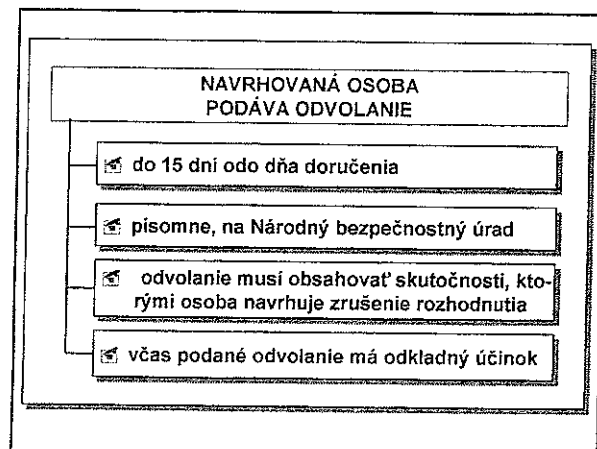 NAVRHOVANÁ OSOBA
PODÁVA ODVOLANIE
do 15 dní odo dňa doručenia
písomne, na Národný bezpečnostný úrad
odvolanie musí obsahovať skutočnosti, kto-
rými osoba navrhuje zrušenie rozhodnutia
včas podané odvolanie má odkladný účinok